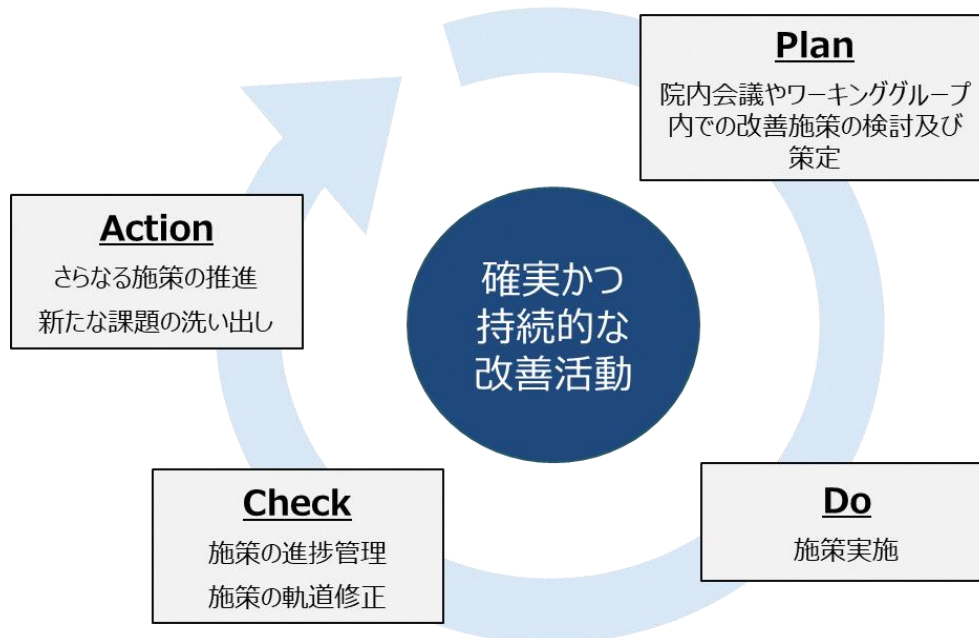 Plan
院内会議やワーキンググループ
内での改善施策の検討及び
策定
Action
さらなる施策の推進
新たな課題の洗い出し
確実かつ
持続的な
改善活動
Check
施策の進捗管理
施策の軌道修正
Do
施策実施